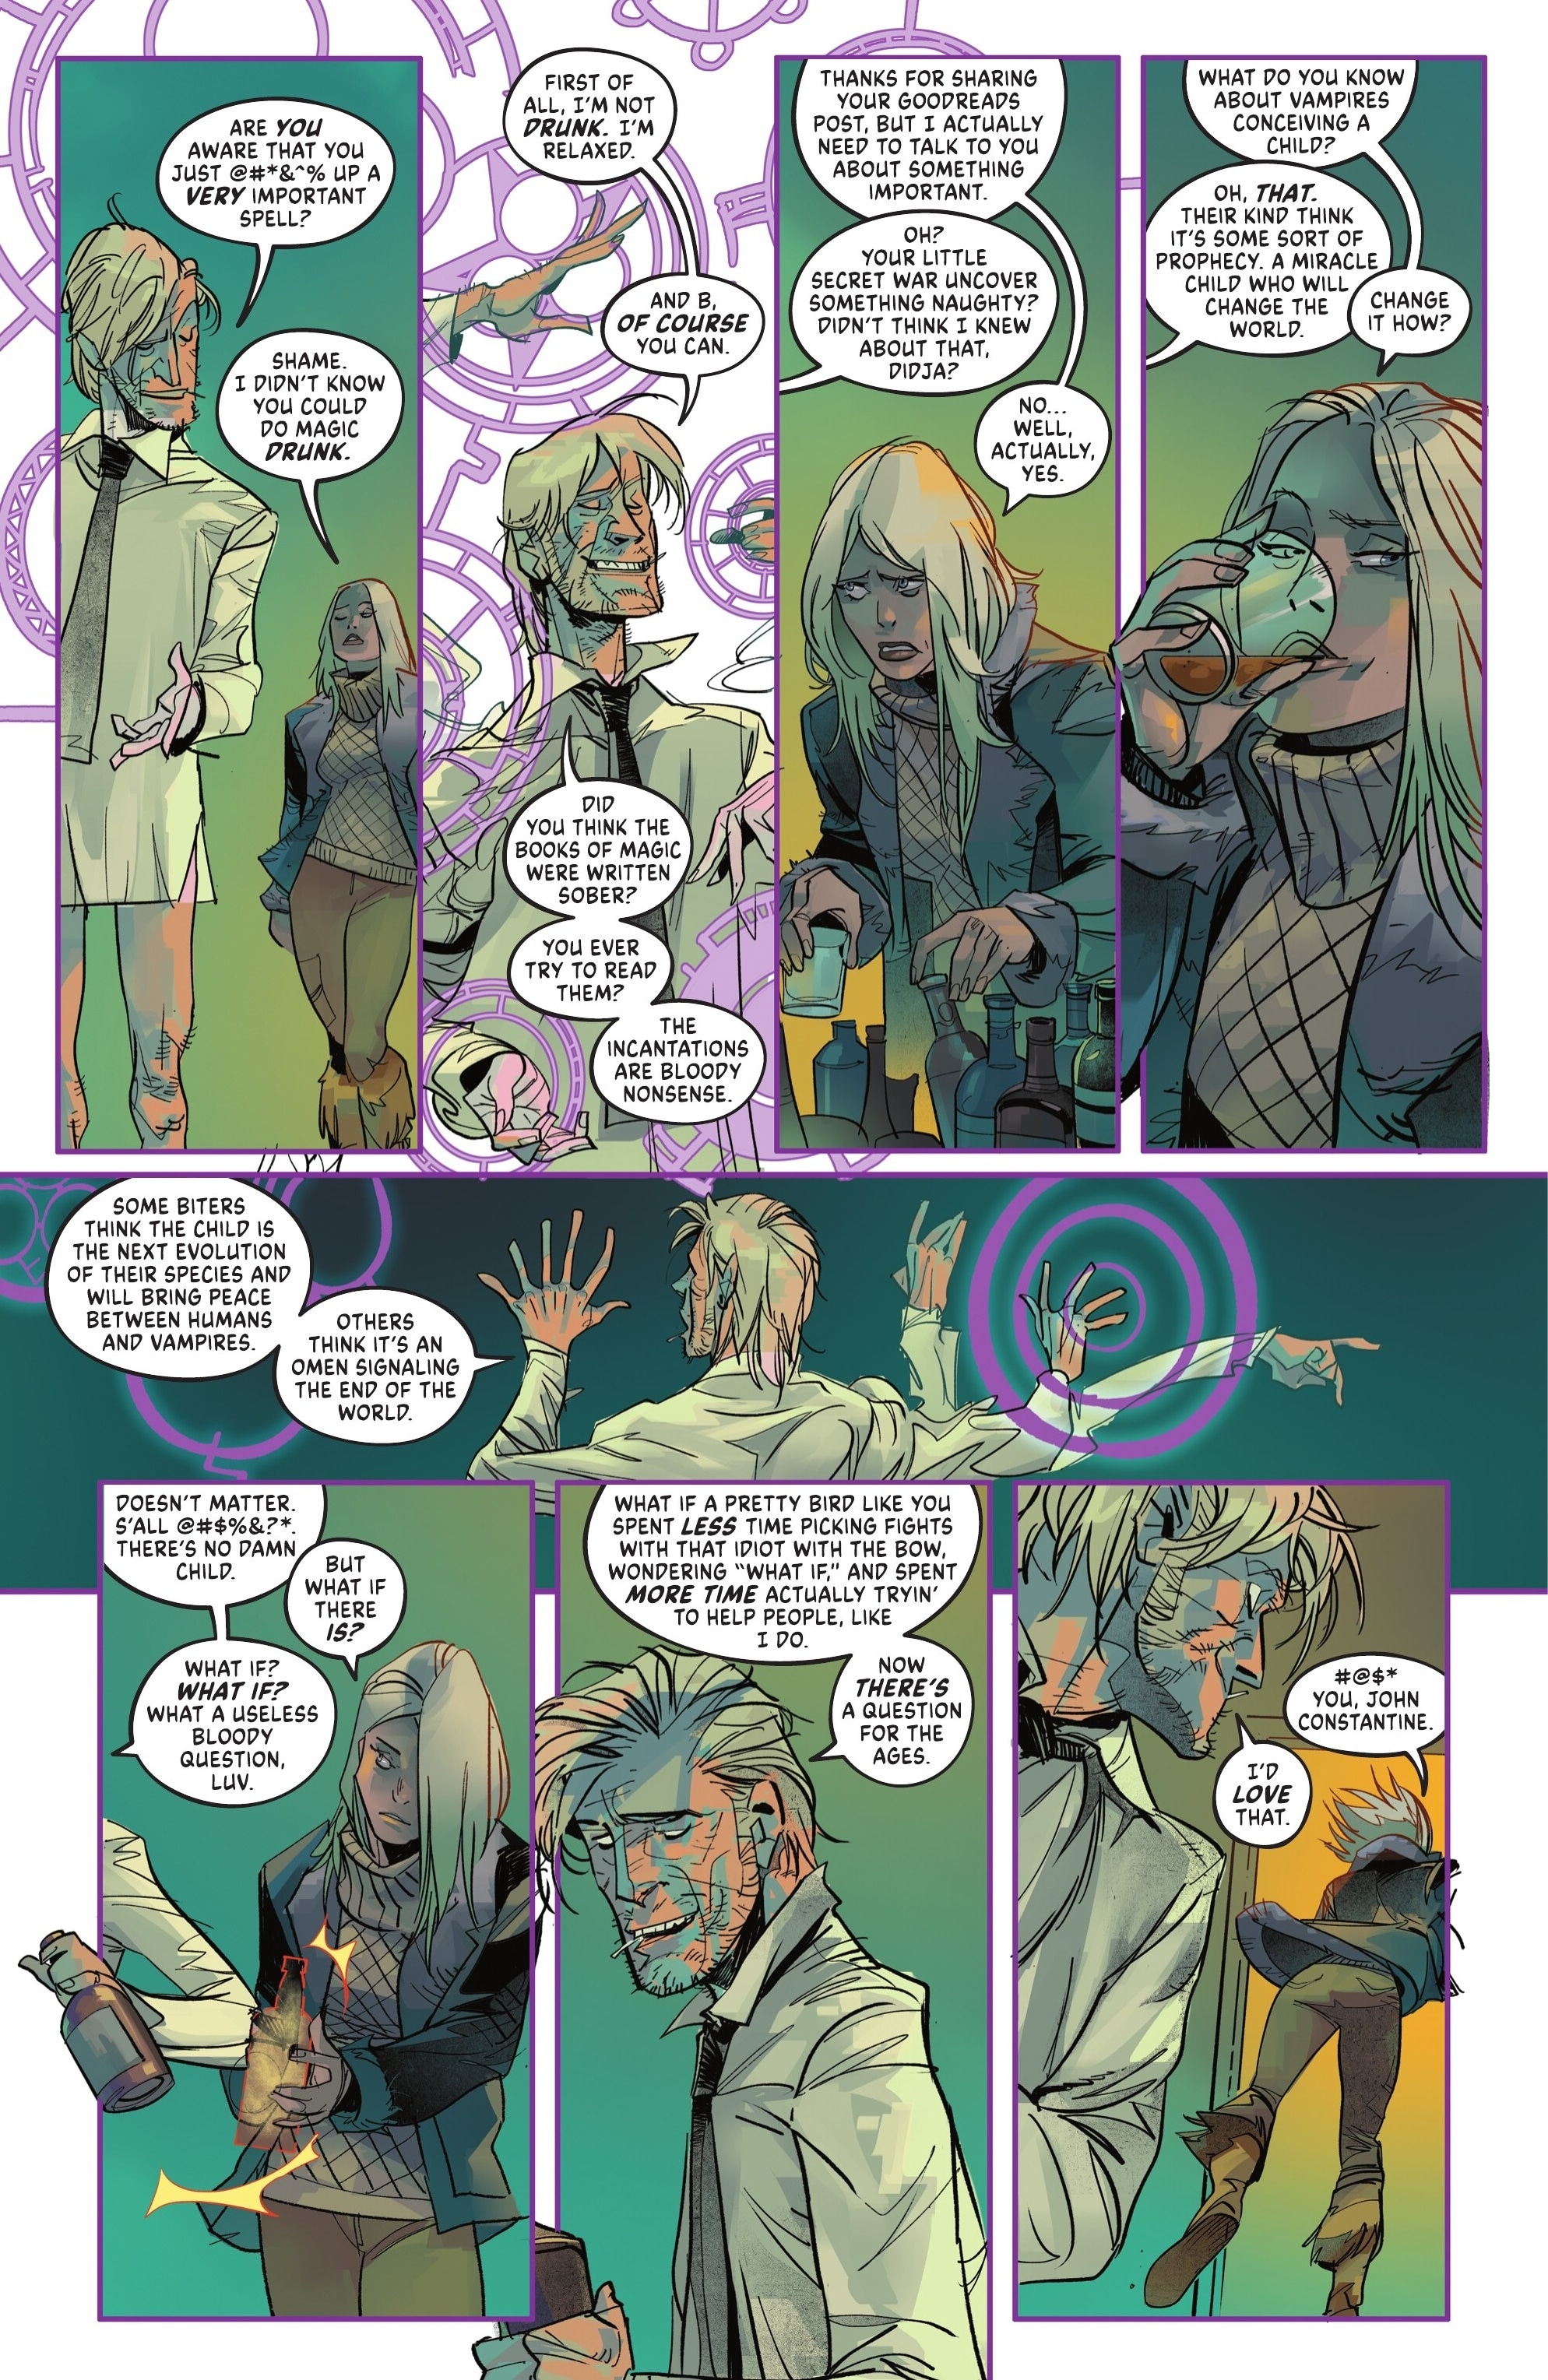 ARE YOU
AWARE THAT YOU
JUST @#*&^% UP A
VERY IMPORTANT
SPELL?
SHAME.
I DIDN'T KNOW
YOU COULD
DO MAGIC
DRUNK.
FIRST OF
ALL, I'M NOT
DRUNK. I'M
RELAXED.
AND B,
OF COURSE
YOU CAN.
DID
YOU THINK THE
BOOKS OF MAGIC
WERE WRITTEN
SOBER?
YOU EVER
TRY TO READ
THEM?
THE
INCANTATIONS
ARE BLOODY
NONSENSE.
THANKS FOR SHARING
YOUR GOODREADS
POST, BUT I ACTUALLY
NEED TO TALK TO YOU
ABOUT SOMETHING
IMPORTANT.
OH?
YOUR LITTLE
SECRET WAR UNCOVER
SOMETHING NAUGHTY?
DIDN'T THINK I KNEW
ABOUT THAT,
DIDJA?
NO...
WELL,
ACTUALLY,
YES.
WHAT DO YOU KNOW
ABOUT VAMPIRES
CONCEIVING A
CHILD?
OH, THAT.
THEIR KIND THINK
IT'S SOME SORT OF
PROPHECY. A MIRACLE
CHILD WHO WILL
CHANGE THE
WORLD.
CHANGE
IT HOW?
SOME BITERS
THINK THE CHILD IS
THE NEXT EVOLUTION
OF THEIR SPECIES AND
WILL BRING PEACE
BETWEEN HUMANS
AND VAMPIRES.
OTHERS
THINK IT'S AN
OMEN SIGNALING
THE END OF THE
WORLD.
DOESN'T MATTER.
S'ALL @#$%&?*.
THERE'S NO DAMN
CHILD.
BUT
WHAT IF
THERE
IS?
WHAT IF?
WHAT IF?
WHAT A USELESS
BLOODY
QUESTION,
LUV.
WHAT IF A PRETTY BIRD LIKE YOU
SPENT LESS TIME PICKING FIGHTS
WITH THAT IDIOT WITH THE BOW,
WONDERING "WHAT IF," AND SPENT
MORE TIME ACTUALLY TRYIN'
TO HELP PEOPLE, LIKE
I DO.
NOW
THERE'S
A QUESTION
FOR THE
AGES.
#@$*
YOU, JOHN
CONSTANTINE.
I'D
LOVE
THAT.